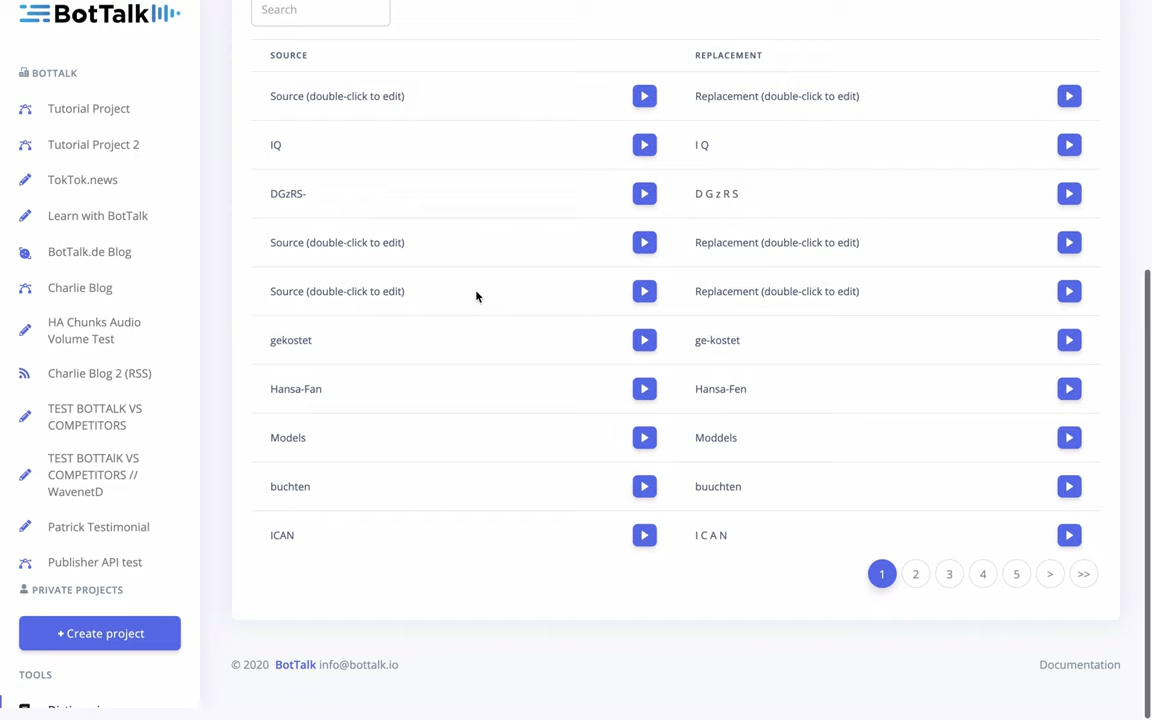 BotTalk
Search
SOURCE REPLACEMENT
BOTTALK
Source (double-click to edit) Replacement (double-click to edit)
Tutorial Project
IQ I Q
Tutorial Project 2
TokTok.news
DGzRS- D G z R S
Learn with BotTalk
Source (double-click to edit) Replacement (double-click to edit)
BotTalk.de Blog
Charlie Blog
Source (double-click to edit) Replacement (double-click to edit)
HA Chunks Audio
Volume Test
gekostet ge-kostet
Charlie Blog 2 (RSS)
Hansa-Fan Hansa-Fen
TEST BOTTALK VS
COMPETITORS
Models Moddels
TEST BOTTAlK VS
COMPETITORS //
WavenetD
buchten buuchten
Patrick Testimonial
ICAN I C A N
Publisher API test
1 2 3 4 5 > >>
PRIVATE PROJECTS
+ Create project
© 2020 BotTalk info@bottalk.io Documentation
TOOLS